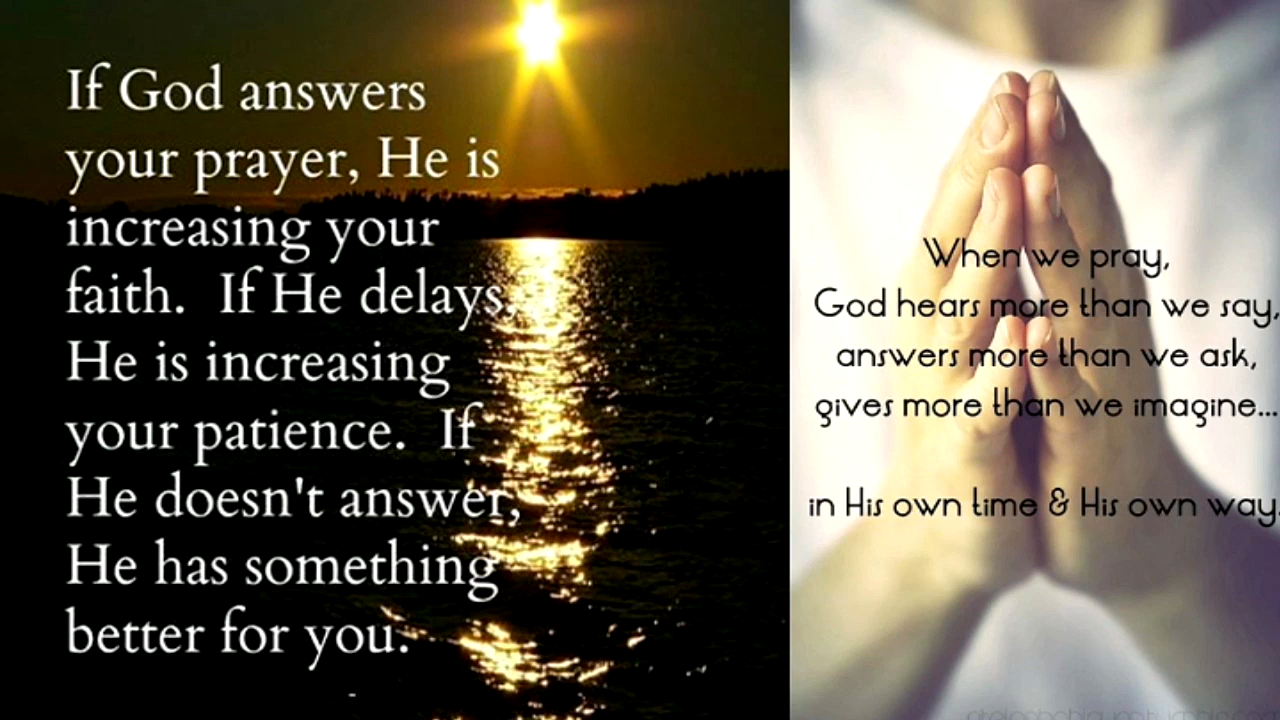 If God answers
your prayer, He is
increasing your
faith. If He delays,
He is increasing
your patience. If
He doesn't answer,
He has something
better for you.
When we pray,
God hears more than we say,
answers more than we ask,
gives more than we imagine...
in His own time & His own way.